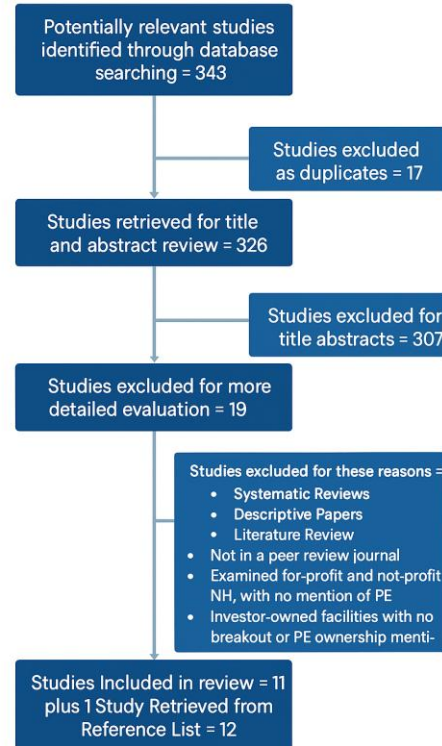 Potentially relevant studies
identified through database
searching = 343
Studies excluded
as duplicates = 17
Studies retrieved for title
and abstract review = 326
Studies excluded for
title abstracts = 307
Studies excluded for more
detailed evaluation = 19
Studies excluded for these reasons =
• Systematic Reviews
• Descriptive Papers
• Literature Review
• Not in a peer review journal
• Examined for-profit and not-profit
NH, with no mention of PE
• Investor-owned facilities with no
breakout or PE ownership menti-
Studies Included in review = 11
plus 1 Study Retrieved from
Reference List = 12